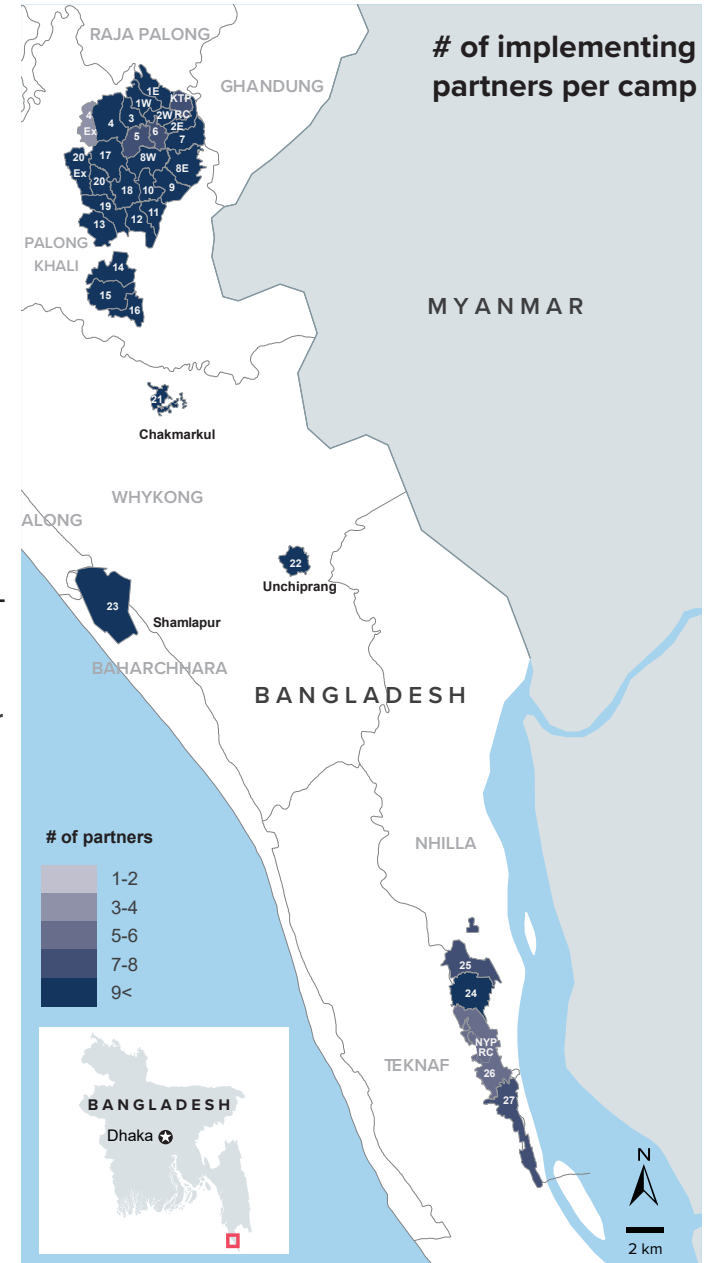 # of implementing
partners per camp
RAJA PALONG
GHANDUNG
1E
1W
KTP
RC
4
Ex
4
3
2W
2E
5
6
7
20
Ex
17
8W
8E
20
18
10
9
19
13
12
11
PALONG
KHALI
14
15
16
MYANMAR
21
Chakmarkul
WHYKONG
ALONG
22
Unchiprang
23
Shamlapur
BAHARCHHARA
BANGLADESH
# of partners
1-2
3-4
5-6
7-8
9<
NHILLA
25
24
NYP
RC
26
27
TEKNAF
BANGLADESH
Dhaka
N
2 km